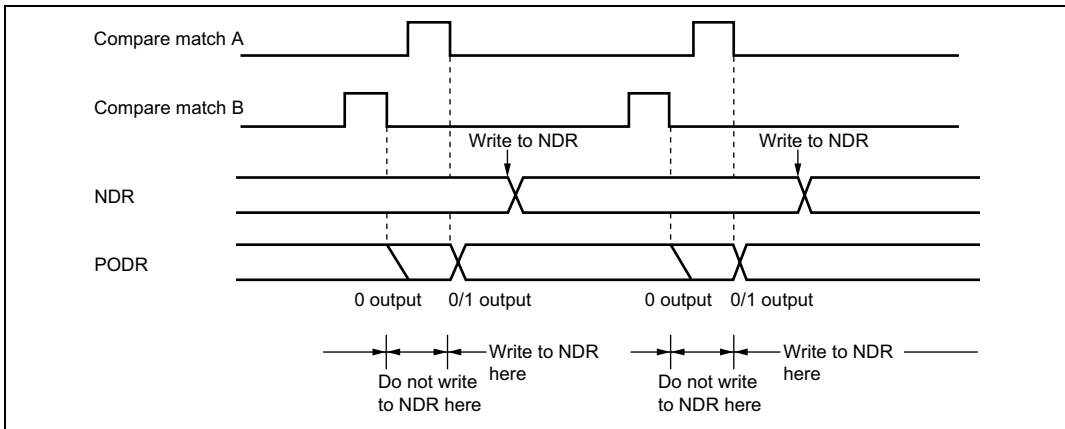 Compare match A
Compare match B
Write to NDR
Write to NDR
NDR
PODR
0 output
0/1 output
0 output
0/1 output
Write to NDR
here
Do not write
to NDR here
Write to NDR
here
Do not write
to NDR here